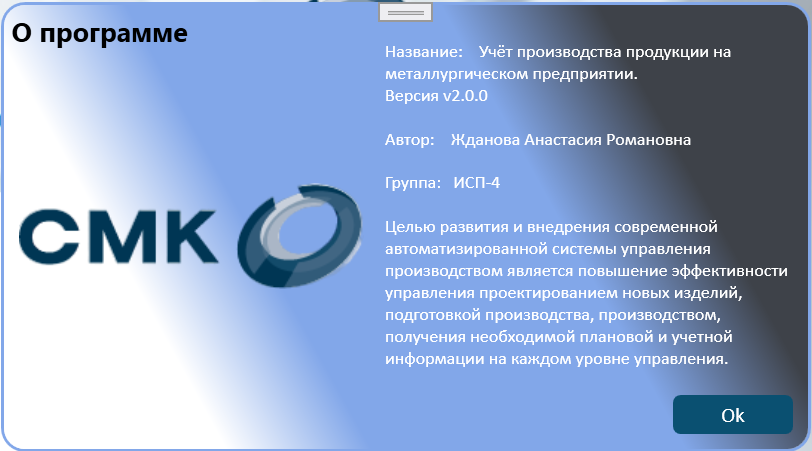 О программе
СМК
Название: Учёт производства продукции на
металлургическом предприятии.
Версия v2.0.0
Автор: Жданова Анастасия Романовна
Группа: ИСП-4
Целью развития и внедрения современной
автоматизированной системы управления
производством является повышение эффективности
управления проектированием новых изделий,
подготовкой производства, производством,
получения необходимой плановой и учетной
информации на каждом уровне управления.
Ok